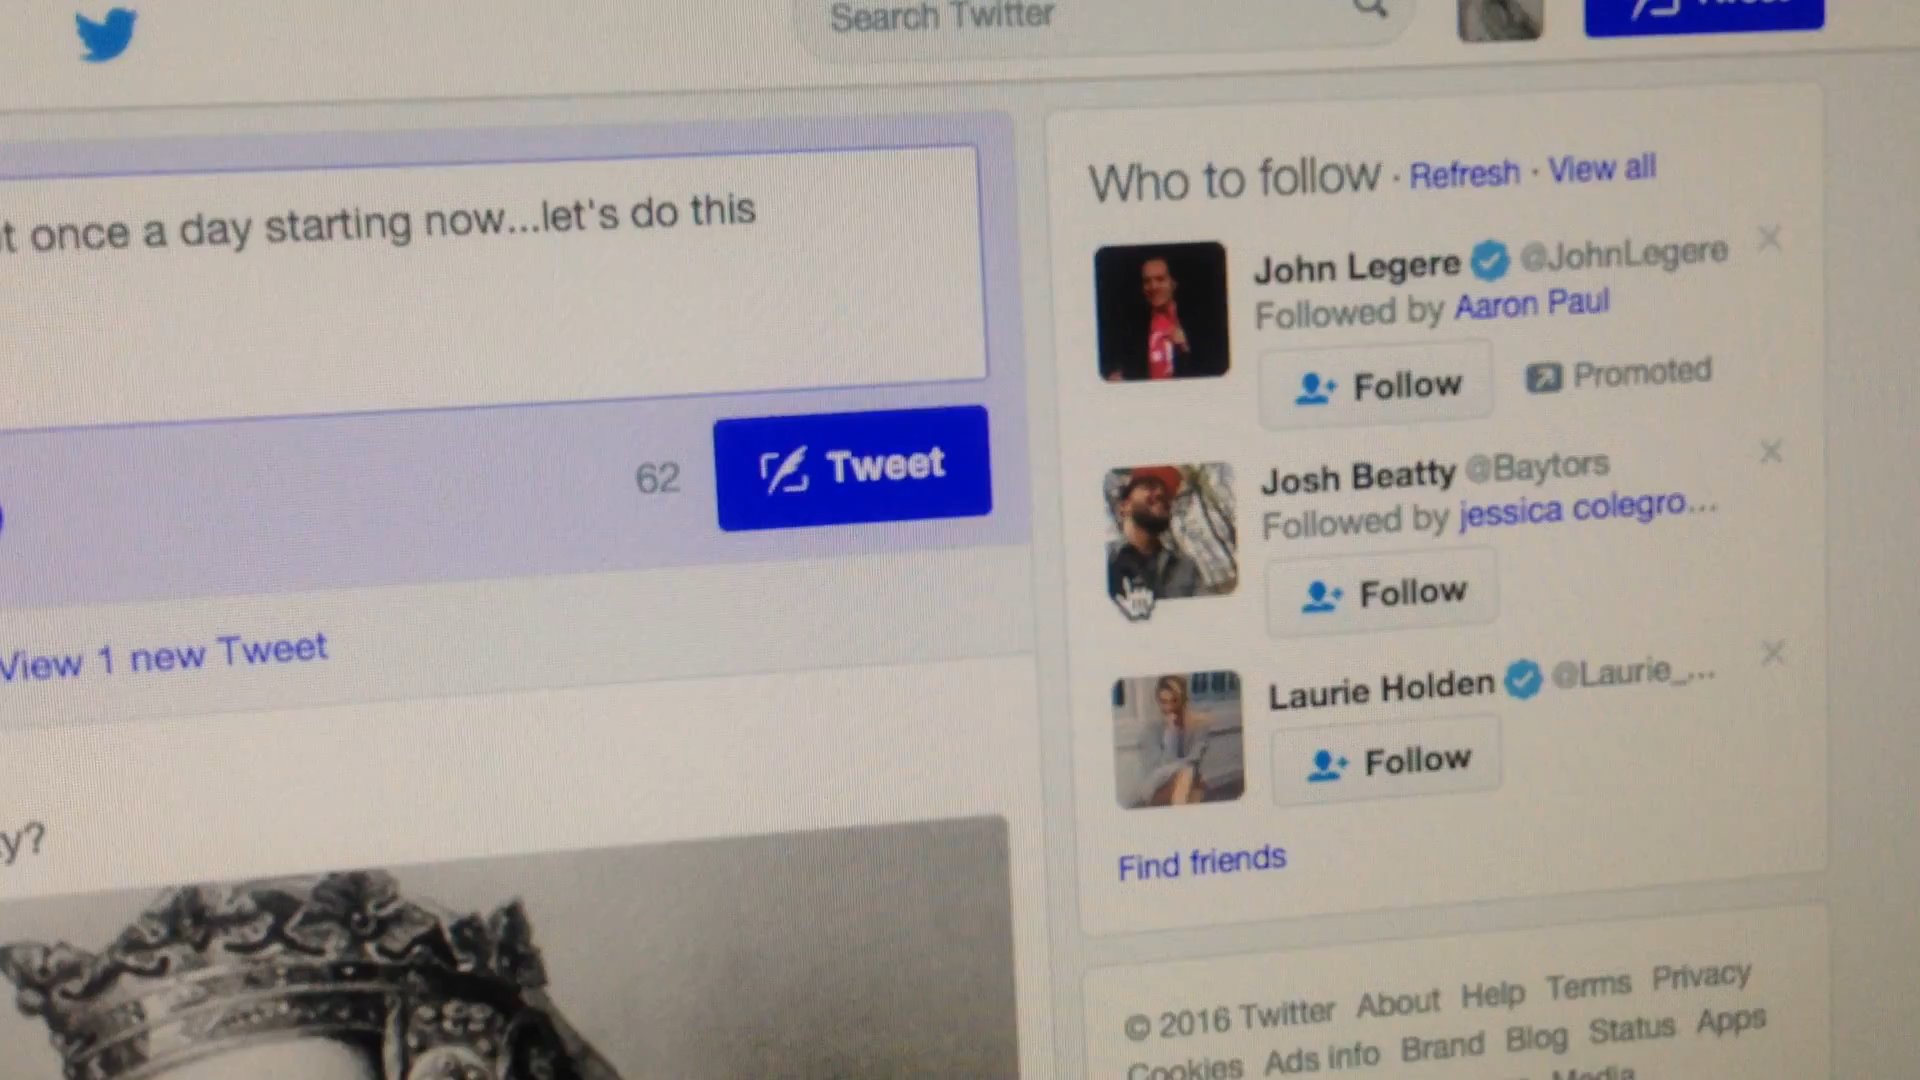 Search Twitter
Tweet
once a day starting now...let's do this
62
Tweet
View 1 new Tweet
y?
Who to follow · Refresh · View all
John Legere @JohnLegere
Followed by Aaron Paul
Follow
Promoted
Josh Beatty @Baytors
Followed by jessica colegro...
Follow
Laurie Holden @Laurie_...
Follow
Find friends
© 2016 Twitter About Help Terms Privacy
Cookies Ads info Brand Blog Status Apps
Media